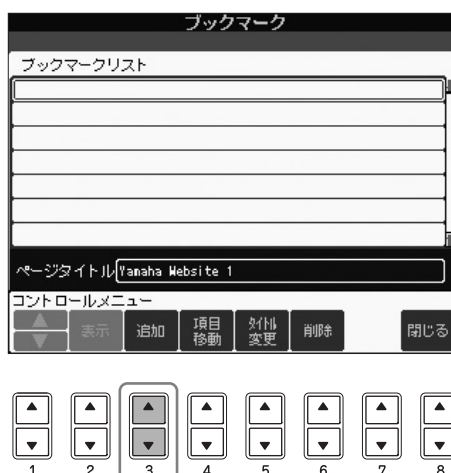 ブックマーク
ブックマークリスト
ページタイトル Yamaha Website 1
コントロールメニュー
表示 追加 項目移動 タイトル変更 削除 閉じる
1 2 3 4 5 6 7 8